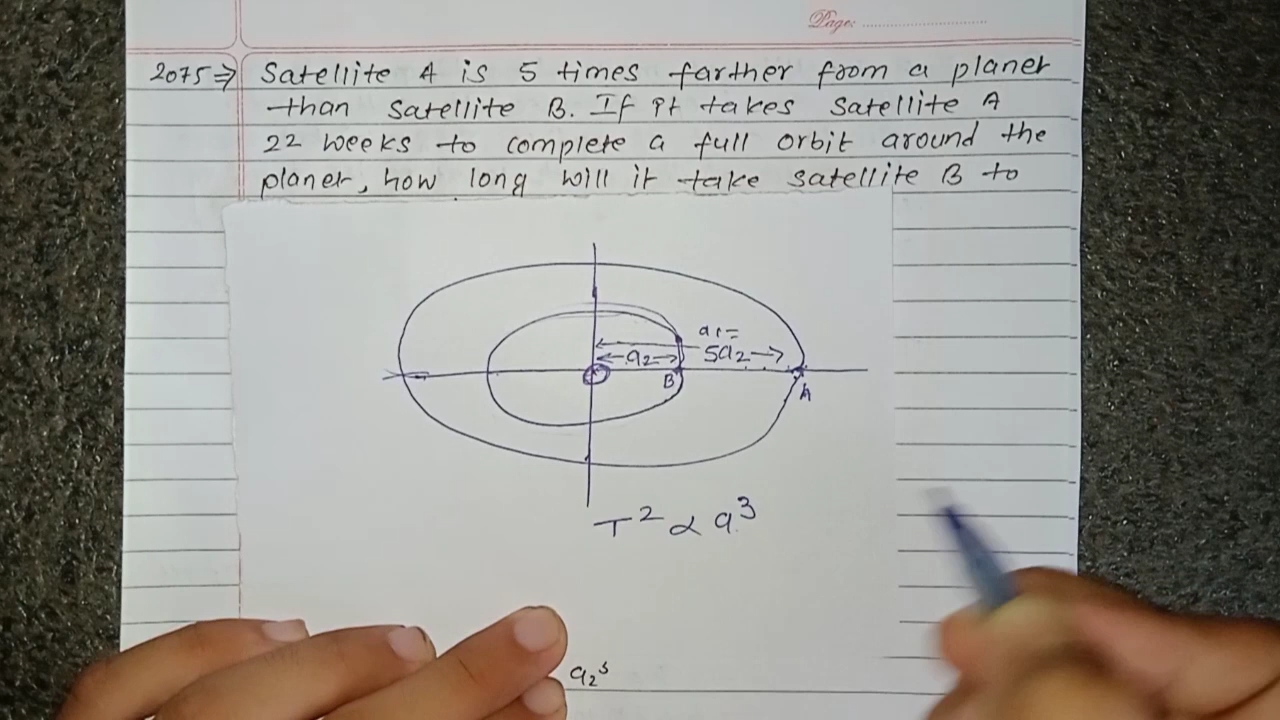 Page:
2075⇒ Satellite A is 5 times farther from a planet
than satellite B. If it takes satellite A
22 weeks to complete a full orbit around the
planet, how long will it take satellite B to
a₁=
a₂ 5a₂
B
A
T² ∝ a³
a₂³